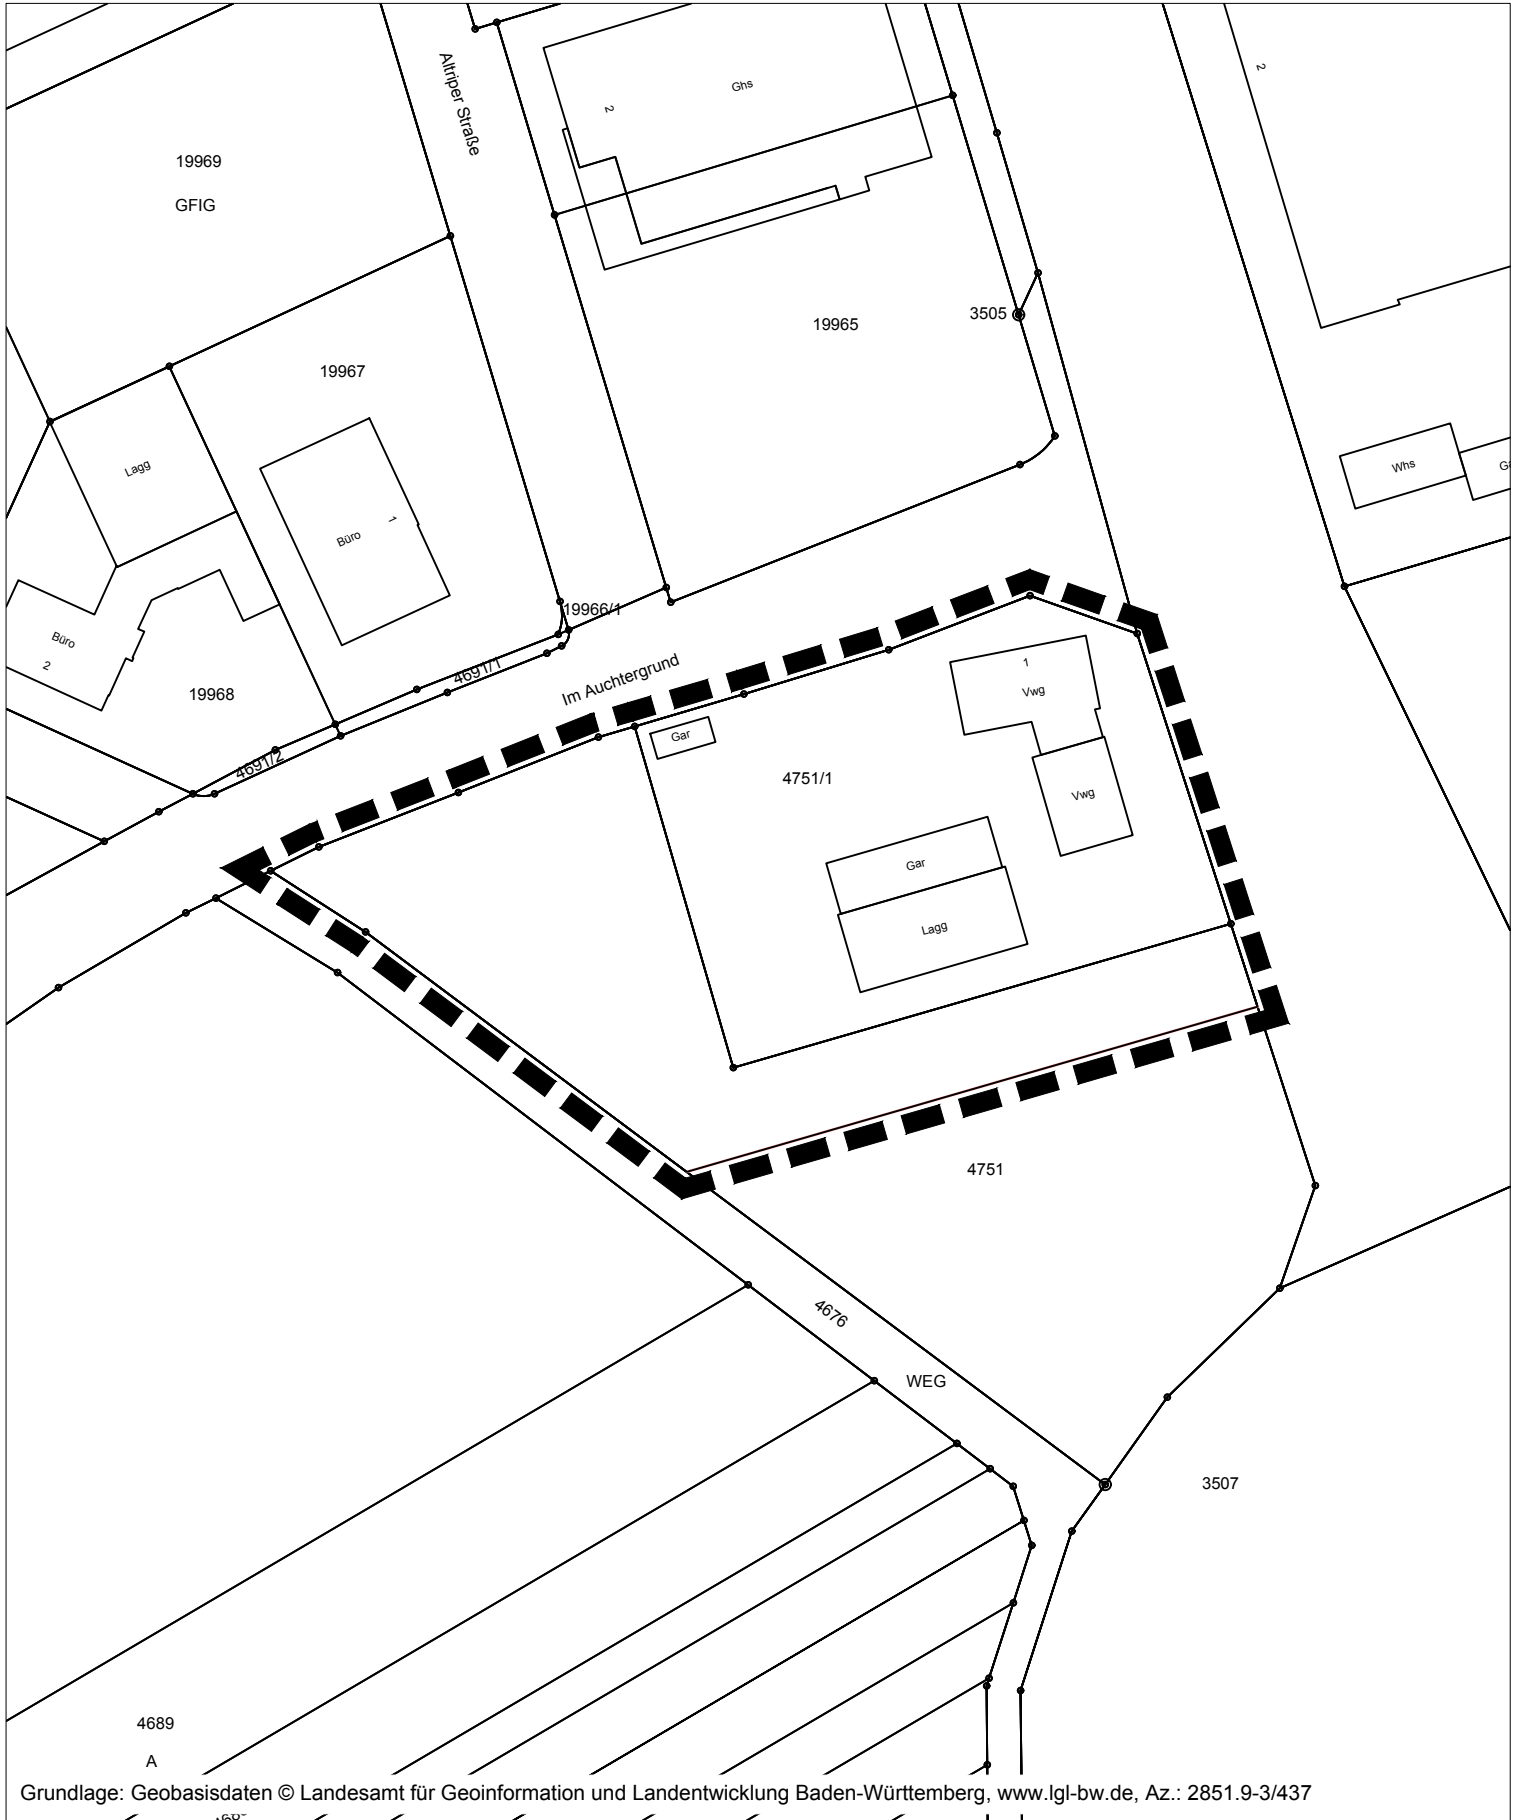 Altriper Straße
Ghs
2
2
19969
GFIG
19965
3505
19967
Lagg
Whs
1
Büro
19966/1
Büro
2
4691/1
19968
Im Auchtergrund
1
Vwg
Gar
4691/2
4751/1
Vwg
Gar
Lagg
4751
4676
WEG
3507
4689
A
Grundlage: Geobasisdaten © Landesamt für Geoinformation und Landentwicklung Baden-Württemberg, www.lgl-bw.de, Az.: 2851.9-3/437